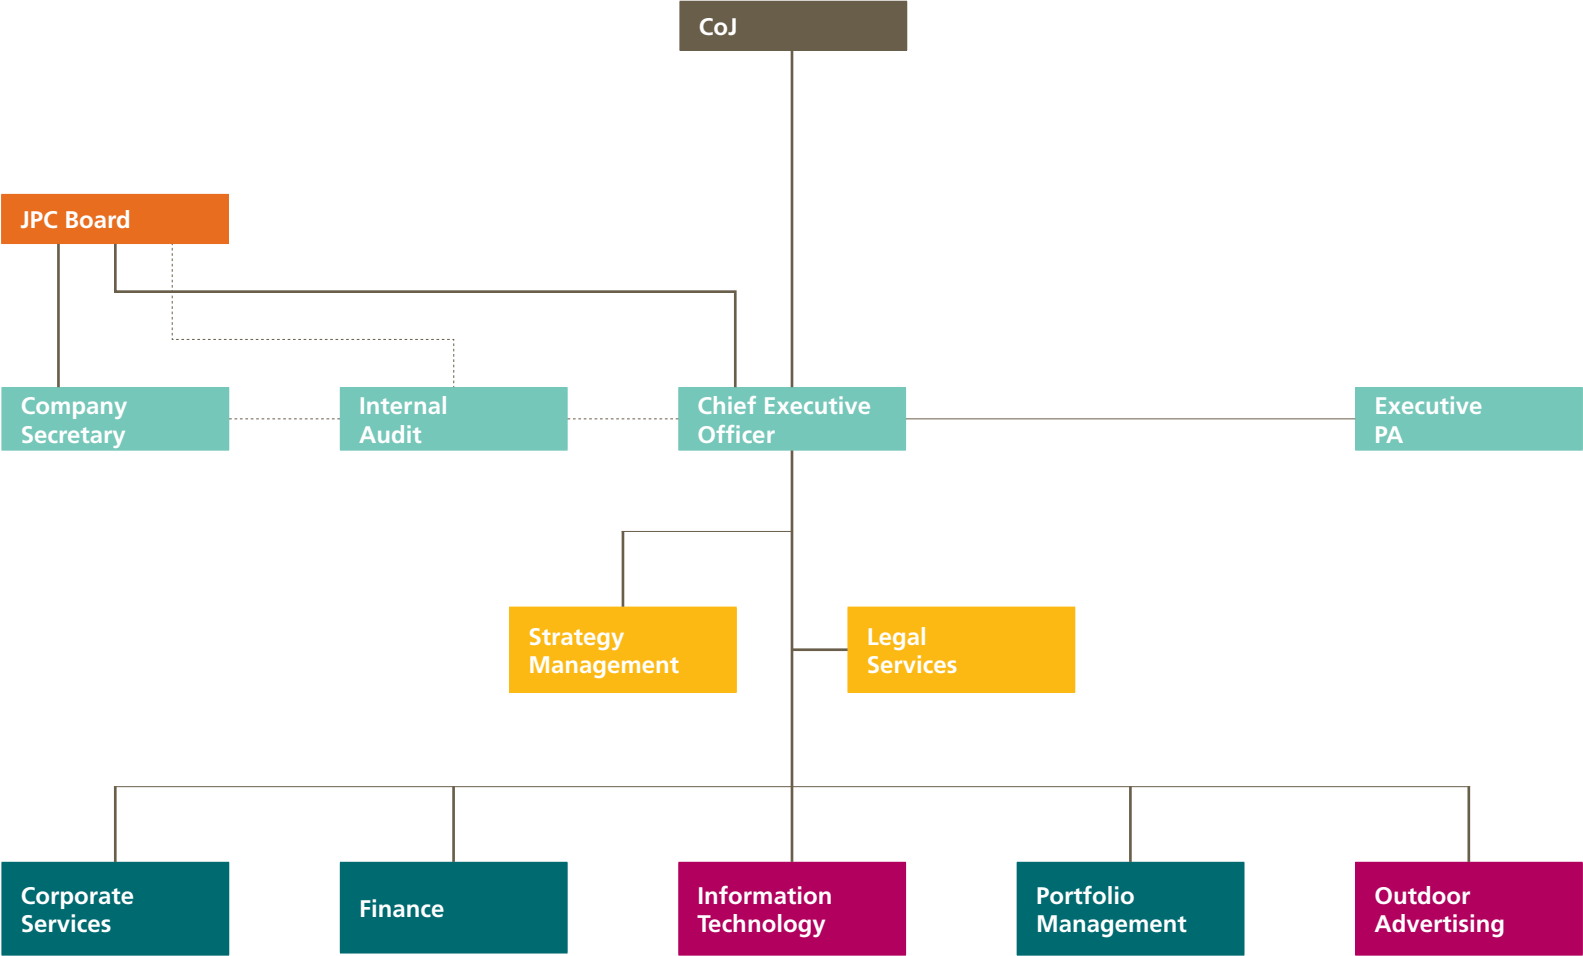 CoJ
JPC Board
Company
Secretary
Internal
Audit
Chief Executive
Officer
Executive
PA
Strategy
Management
Legal
Services
Corporate
Services
Finance
Information
Technology
Portfolio
Management
Outdoor
Advertising